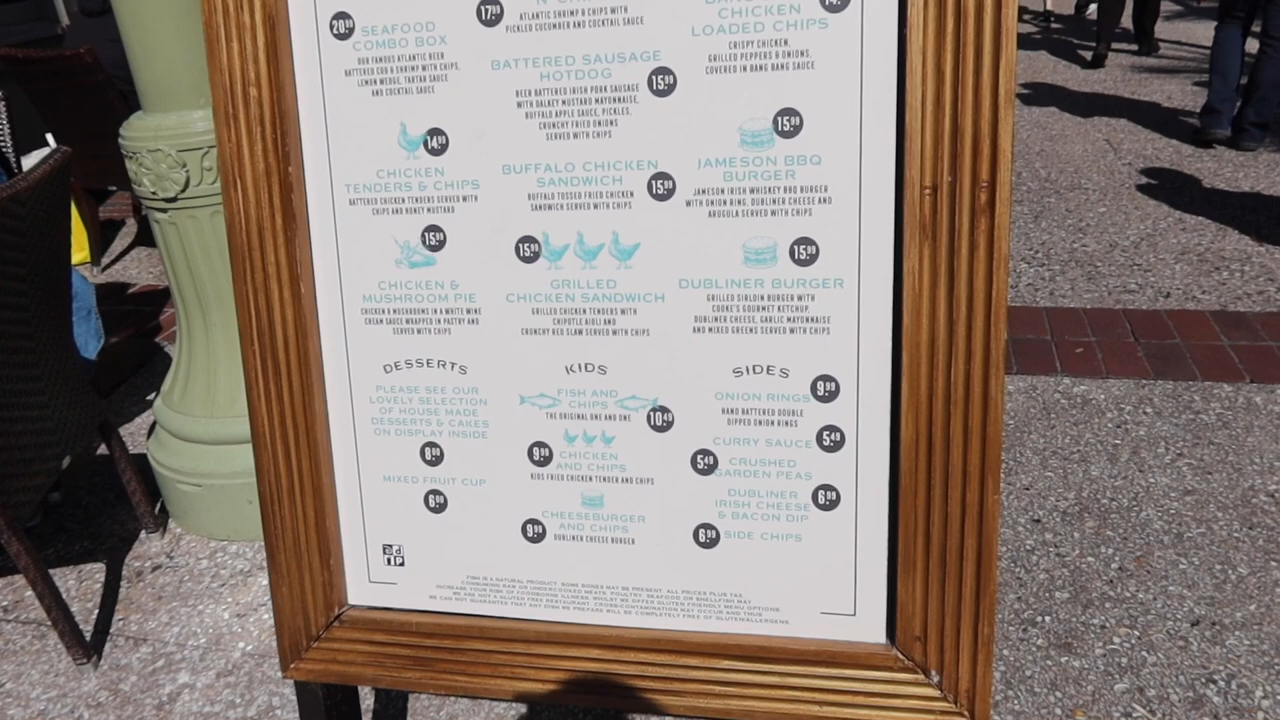 20.99
SEAFOOD
COMBO BOX
OUR FAMOUS ATLANTIC BEER
BATTERED COD & SHRIMP WITH CHIPS,
LEMON WEDGE, TARTAR SAUCE
AND COCKTAIL SAUCE
14.99
CHICKEN
TENDERS & CHIPS
BATTERED CHICKEN TENDERS SERVED WITH
CHIPS AND HONEY MUSTARD
15.99
CHICKEN &
MUSHROOM PIE
CHICKEN & MUSHROOMS IN A WHITE WINE
CREAM SAUCE WRAPPED IN PASTRY AND
SERVED WITH CHIPS
DESSERTS
PLEASE SEE OUR
LOVELY SELECTION
OF HOUSE MADE
DESSERTS & CAKES
ON DISPLAY INSIDE
8.00
MIXED FRUIT CUP
6.00
17.99
ATLANTIC SHRIMP & CHIPS WITH
PICKLED CUCUMBER AND COCKTAIL SAUCE
BATTERED SAUSAGE
HOTDOG
15.99
BEER BATTERED IRISH PORK SAUSAGE
WITH DALKEY MUSTARD MAYONNAISE,
BUFFALO APPLE SAUCE, PICKLES,
CRUNCHY FRIED ONIONS
SERVED WITH CHIPS
BUFFALO CHICKEN
SANDWICH
15.99
BUFFALO TOSSED FRIED CHICKEN
SANDWICH SERVED WITH CHIPS
15.99
GRILLED
CHICKEN SANDWICH
GRILLED CHICKEN TENDERS WITH
CHIPOTLE AIOLI AND
CRUNCHY RED SLAW SERVED WITH CHIPS
KIDS
FISH AND
CHIPS
THE ORIGINAL ONE AND ONE
10.49
9.99
CHICKEN
AND CHIPS
KIDS FRIED CHICKEN TENDER AND CHIPS
CHEESEBURGER
AND CHIPS
9.99
DUBLINER CHEESE BURGER
CHICKEN
LOADED CHIPS
CRISPY CHICKEN,
GRILLED PEPPERS & ONIONS,
COVERED IN BANG BANG SAUCE
15.99
JAMESON BBQ
BURGER
JAMESON IRISH WHISKEY BBQ BURGER
WITH ONION RING, DUBLINER CHEESE AND
ARUGULA SERVED WITH CHIPS
15.99
DUBLINER BURGER
GRILLED SIRLOIN BURGER WITH
COOKE'S GOURMET KETCHUP,
DUBLINER CHEESE, GARLIC MAYONNAISE
AND MIXED GREENS SERVED WITH CHIPS
SIDES
ONION RINGS 9.99
HAND BATTERED DOUBLE
DIPPED ONION RINGS
CURRY SAUCE 5.49
5.49 CRUSHED
GARDEN PEAS
DUBLINER
IRISH CHEESE 6.99
& BACON DIP
6.99 SIDE CHIPS
FISH IS A NATURAL PRODUCT. SOME BONES MAY BE PRESENT. ALL PRICES PLUS TAX.
CONSUMING RAW OR UNDERCOOKED MEATS, POULTRY, SEAFOOD OR SHELLFISH MAY
INCREASE YOUR RISK OF FOODBORNE ILLNESS. WHILST WE OFFER GLUTEN FRIENDLY MENU OPTIONS,
WE ARE NOT A GLUTEN FREE RESTAURANT. CROSS-CONTAMINATION MAY OCCUR AND THUS
WE CAN NOT GUARANTEE THAT ANY DISH WE PREPARE WILL BE COMPLETELY FREE OF GLUTEN/ALLERGENS.